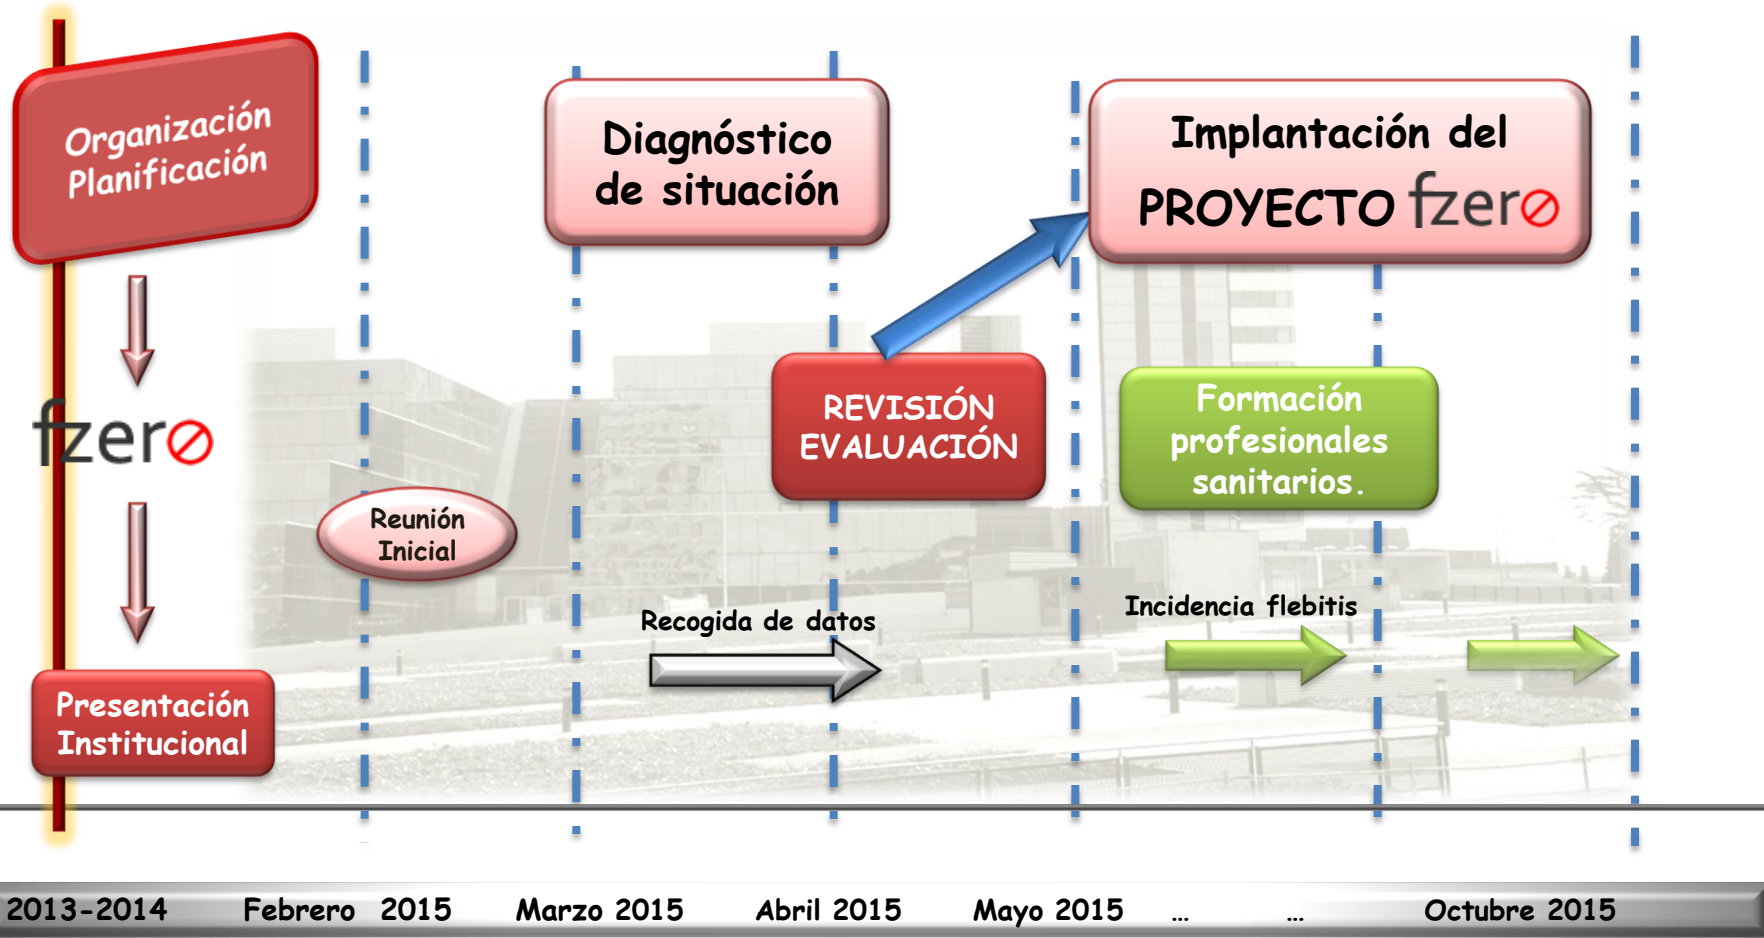 Organización
Planificación
fzero
Presentación
Institucional
Reunión
Inicial
Diagnóstico
de situación
Recogida de datos
REVISIÓN
EVALUACIÓN
Implantación del
PROYECTO fzero
Formación
profesionales
sanitarios.
Incidencia flebitis
2013-2014 Febrero 2015 Marzo 2015 Abril 2015 Mayo 2015 … … Octubre 2015